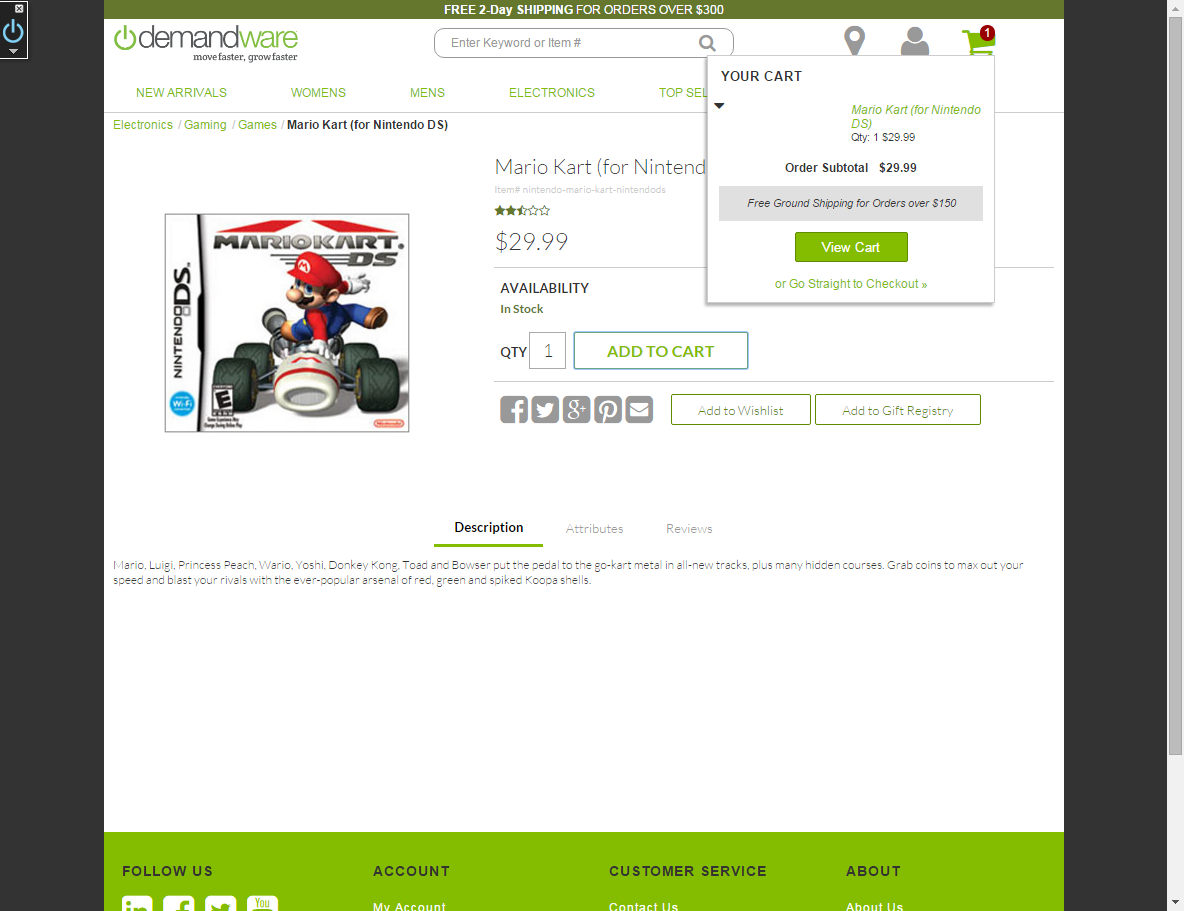 FREE 2-Day SHIPPING FOR ORDERS OVER $300
demandware
move faster, grow faster
Enter Keyword or Item #
1
NEW ARRIVALS
WOMENS
MENS
ELECTRONICS
TOP SEL
YOUR CART
Mario Kart (for Nintendo
DS)
Qty: 1 $29.99
Order Subtotal $29.99
Free Ground Shipping for Orders over $150
View Cart
or Go Straight to Checkout »
Electronics / Gaming / Games / Mario Kart (for Nintendo DS)
NINTENDO DS
MARIOKART
DS
Wi-Fi
EVERYONE
E
Nintendo
Mario Kart (for Nintend
Item# nintendo-mario-kart-nintendods
$29.99
AVAILABILITY
In Stock
QTY 1 ADD TO CART
Add to Wishlist
Add to Gift Registry
Description
Attributes
Reviews
Mario, Luigi, Princess Peach, Wario, Yoshi, Donkey Kong, Toad and Bowser put the pedal to the go-kart metal in all-new tracks, plus many hidden courses. Grab coins to max out your
speed and blast your rivals with the ever-popular arsenal of red, green and spiked Koopa shells.
FOLLOW US
ACCOUNT
CUSTOMER SERVICE
ABOUT
You
My Account
Contact Us
About Us